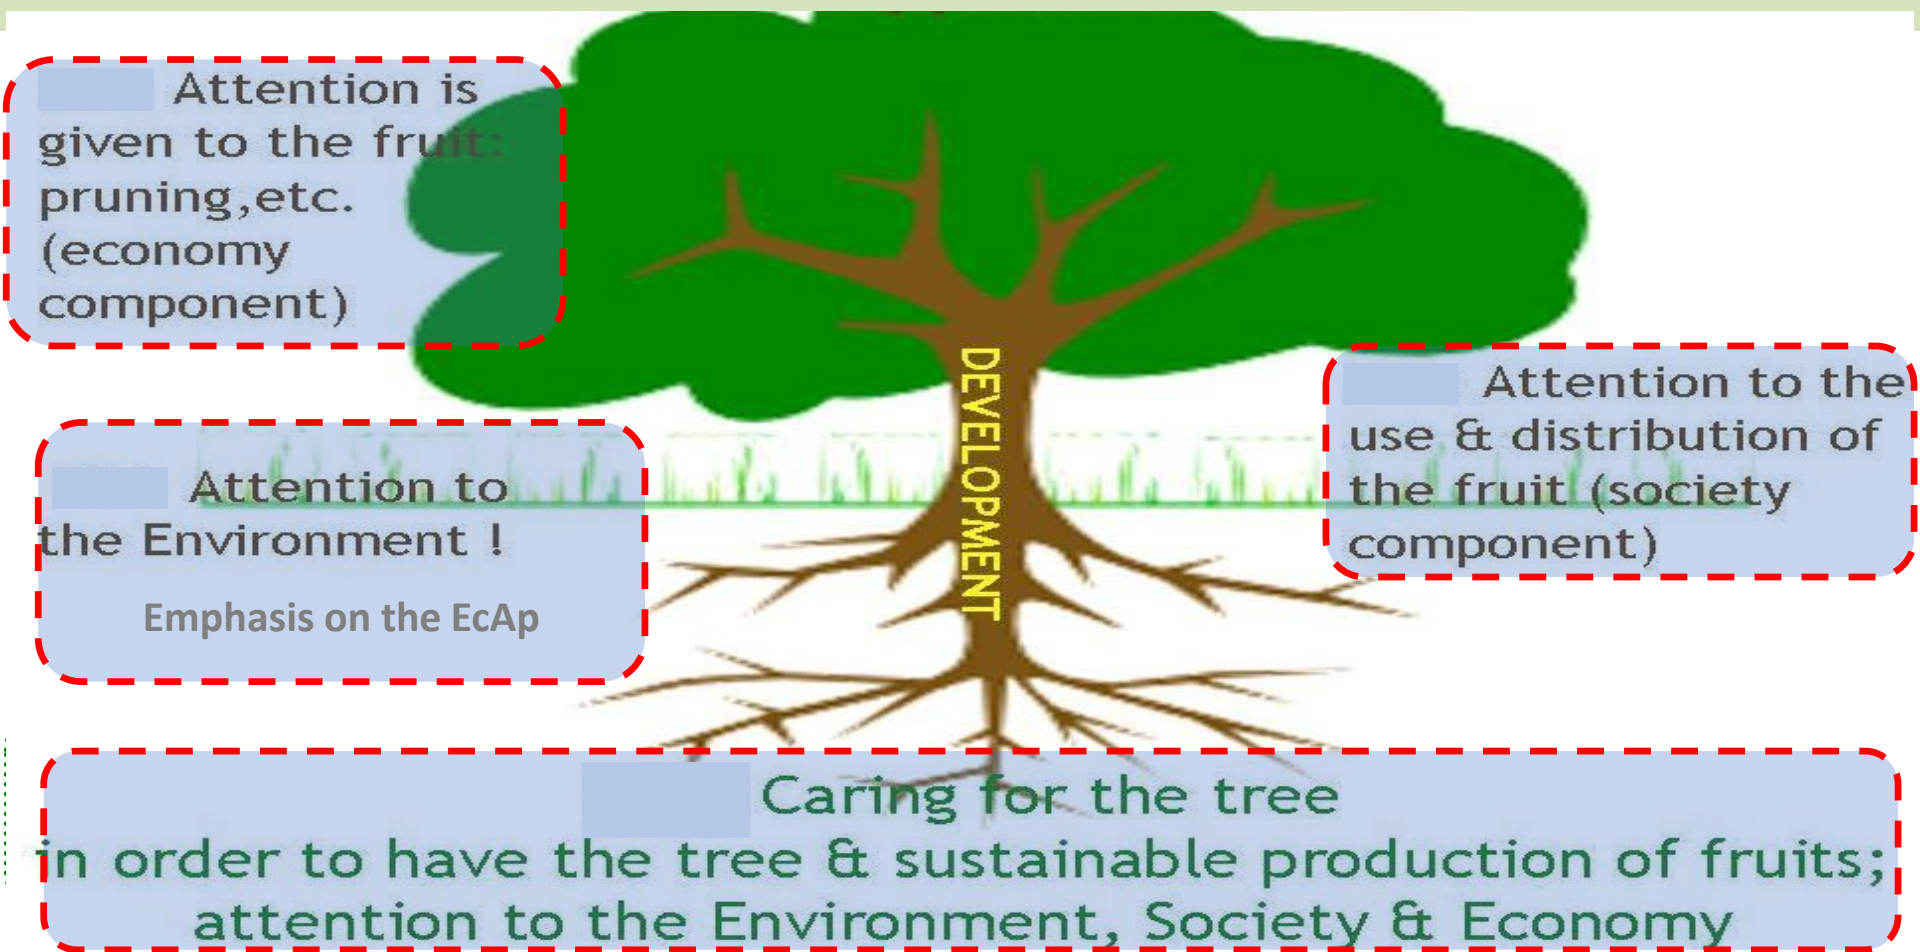 Attention is
given to the fruit:
pruning,etc.
(economy
component)
DEVELOPMENT
Attention to the
use & distribution of
the fruit (society
component)
Attention to
the Environment !
Emphasis on the EcAp
Caring for the tree
in order to have the tree & sustainable production of fruits;
attention to the Environment, Society & Economy